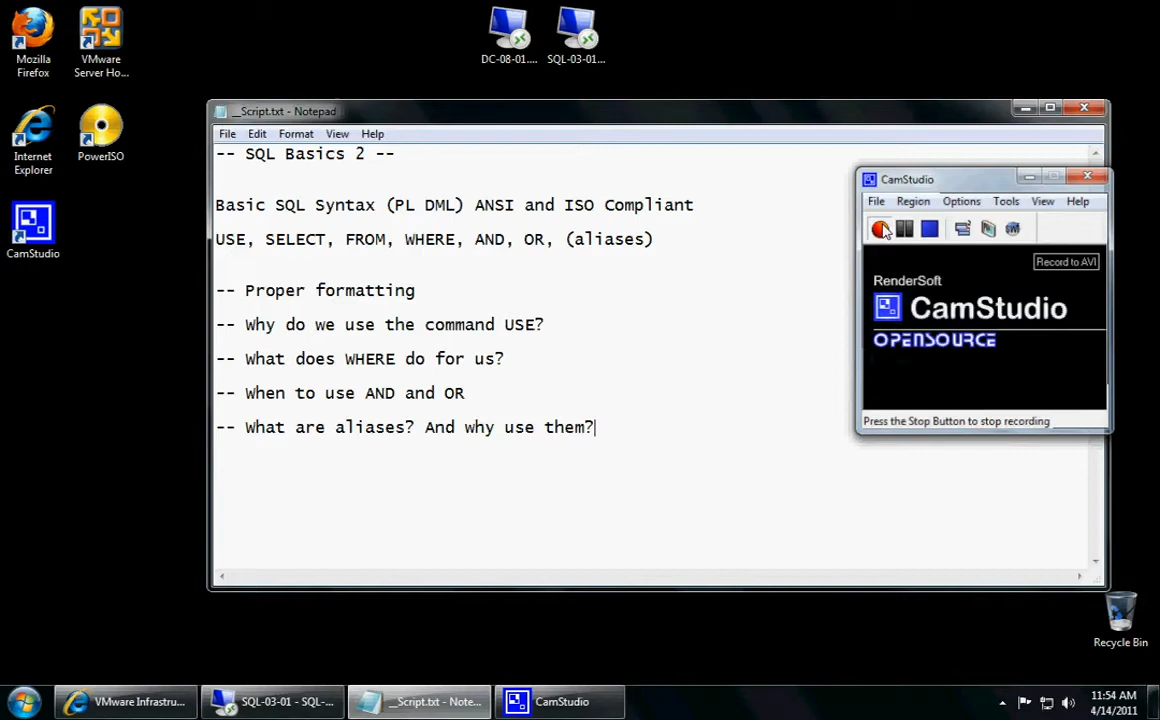 Mozilla
Firefox
VMware
Server Ho...
DC-08-01....
SQL-03-01...
Internet
Explorer
PowerISO
CamStudio
__Script.txt - Notepad
File Edit Format View Help
-- SQL Basics 2 --
Basic SQL Syntax (PL DML) ANSI and ISO Compliant
USE, SELECT, FROM, WHERE, AND, OR, (aliases)
-- Proper formatting
-- Why do we use the command USE?
-- What does WHERE do for us?
-- When to use AND and OR
-- What are aliases? And why use them?
CamStudio
File Region Options Tools View Help
Record to AVI
RenderSoft
CamStudio
OPENSOURCE
Press the Stop Button to stop recording
Recycle Bin
VMware Infrastru...
SQL-03-01 - SQL-...
__Script.txt - Note...
CamStudio
11:54 AM
4/14/2011